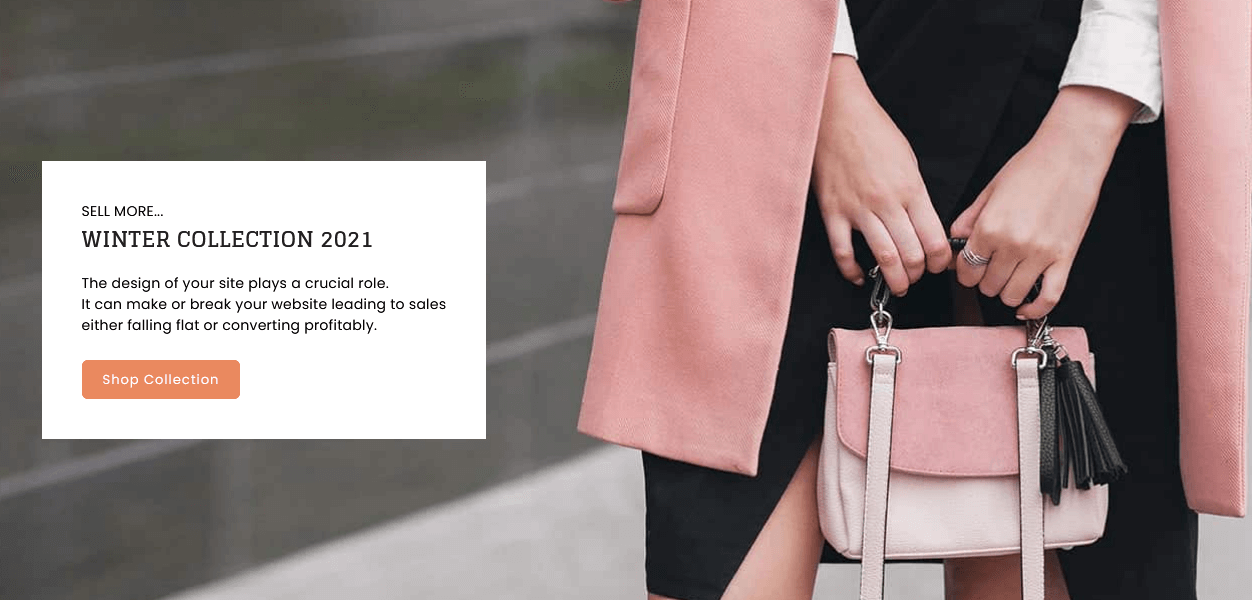 SELL MORE...
WINTER COLLECTION 2021
The design of your site plays a crucial role.
It can make or break your website leading to sales
either falling flat or converting profitably.
Shop Collection